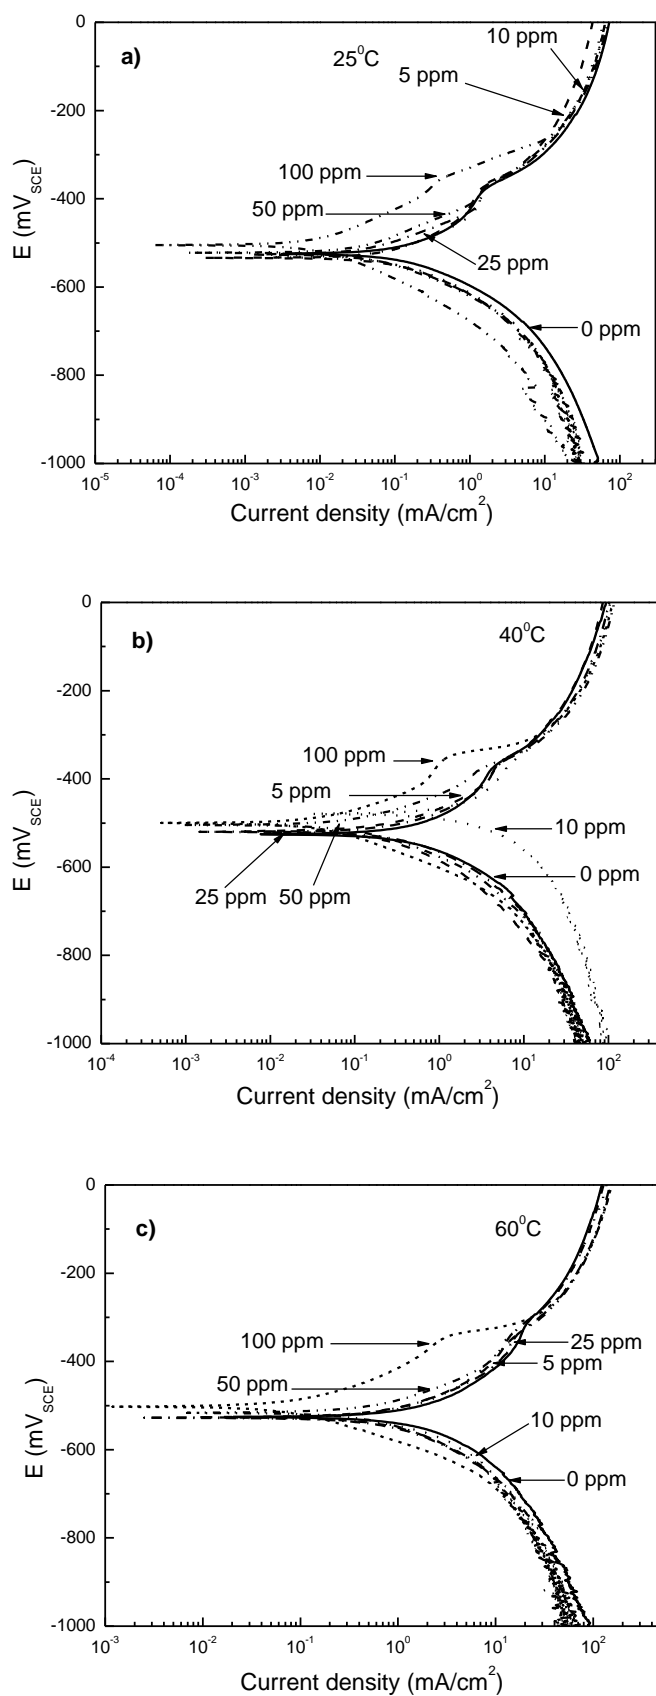 a)
25⁰C
10 ppm
5 ppm
100 ppm
50 ppm
25 ppm
0 ppm
0
-200
-400
-600
-800
-1000
E (mV_SCE)
10⁻⁵ 10⁻⁴ 10⁻³ 10⁻² 10⁻¹ 10⁰ 10¹ 10²
Current density (mA/cm²)
b)
40⁰C
100 ppm
5 ppm
10 ppm
0 ppm
25 ppm 50 ppm
0
-200
-400
-600
-800
-1000
E (mV_SCE)
10⁻⁴ 10⁻³ 10⁻² 10⁻¹ 10⁰ 10¹ 10²
Current density (mA/cm²)
c)
60⁰C
100 ppm
25 ppm
5 ppm
50 ppm
10 ppm
0 ppm
0
-200
-400
-600
-800
-1000
E (mV_SCE)
10⁻³ 10⁻² 10⁻¹ 10⁰ 10¹ 10²
Current density (mA/cm²)